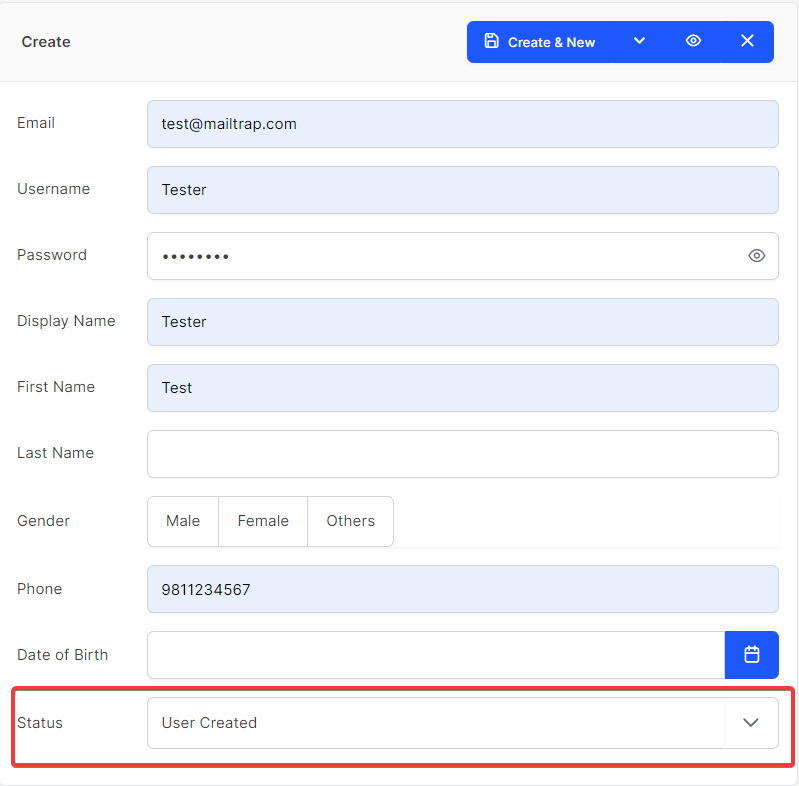 Create
Create & New
Email
test@mailtrap.com
Username
Tester
Password
••••••••
Display Name
Tester
First Name
Test
Last Name
Gender
Male
Female
Others
Phone
9811234567
Date of Birth
Status
User Created